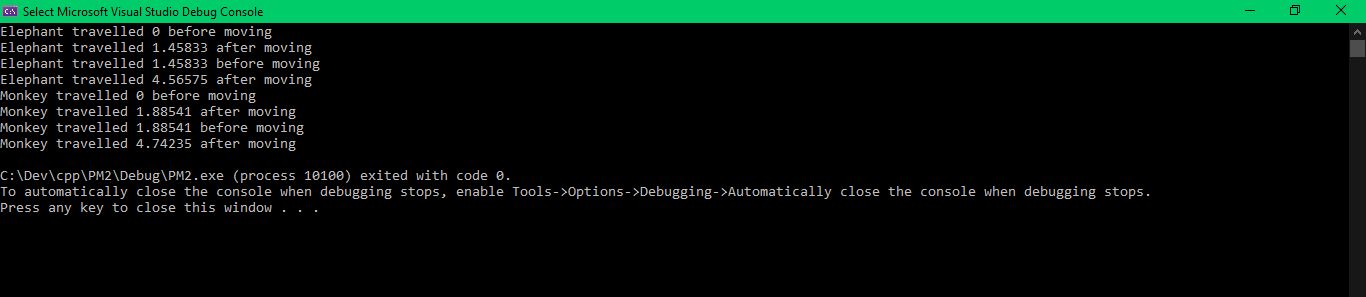 Select Microsoft Visual Studio Debug Console
Elephant travelled 0 before moving
Elephant travelled 1.45833 after moving
Elephant travelled 1.45833 before moving
Elephant travelled 4.56575 after moving
Monkey travelled 0 before moving
Monkey travelled 1.88541 after moving
Monkey travelled 1.88541 before moving
Monkey travelled 4.74235 after moving
C:\Dev\cpp\PM2\Debug\PM2.exe (process 10100) exited with code 0.
To automatically close the console when debugging stops, enable Tools->Options->Debugging->Automatically close the console when debugging stops.
Press any key to close this window . . .